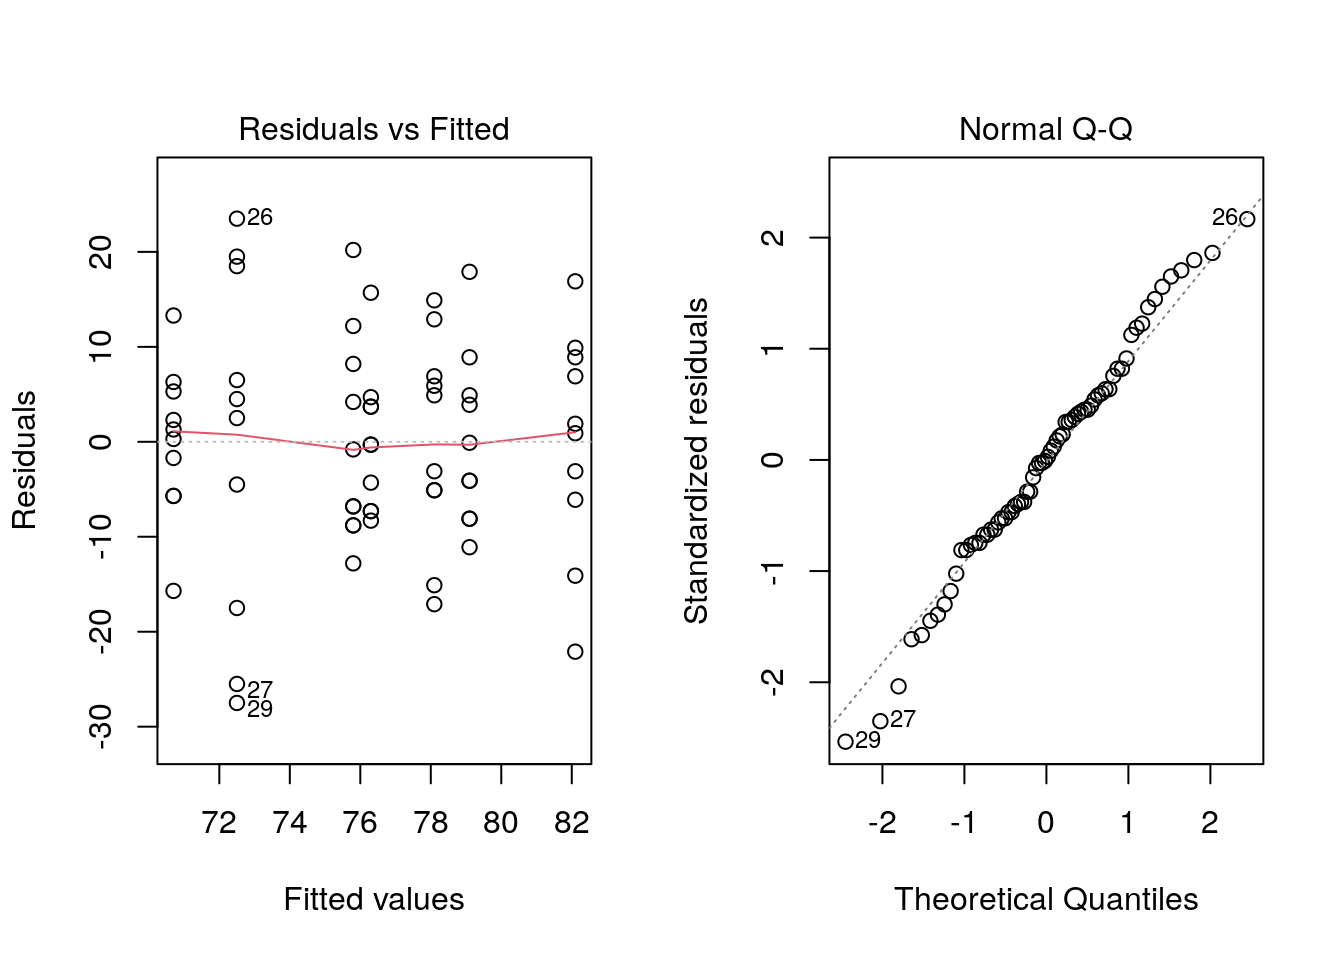 Residuals vs Fitted
Residuals
20
10
0
-10
-20
-30
26
27
29
72 74 76 78 80 82
Fitted values
Normal Q-Q
Standardized residuals
2
1
0
-1
-2
26
27
29
-2 -1 0 1 2
Theoretical Quantiles